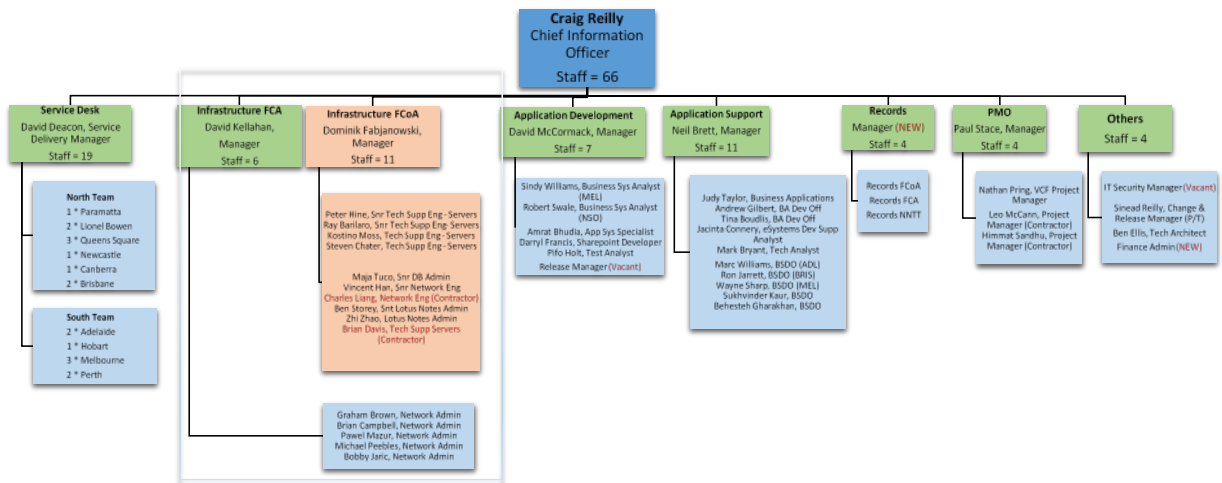 Craig Reilly
Chief Information
Officer
Staff = 66
Service Desk
David Deacon, Service
Delivery Manager
Staff = 19
North Team
1 * Paramatta
2 * Lionel Bowen
3 * Queens Square
1 * Newcastle
1 * Canberra
2 * Brisbane
South Team
2 * Adelaide
1 * Hobart
3 * Melbourne
2 * Perth
Infrastructure FCA
David Kellahan,
Manager
Staff = 6
Infrastructure FCoA
Dominik Fabjanowski,
Manager
Staff = 11
Peter Hine, Snr Tech Supp Eng - Servers
Ray Barilaro, Snr Tech Supp Eng- Servers
Kostino Moss, Tech Supp Eng- Servers
Steven Chater, Tech Supp Eng- Servers
Maja Tuco, Snr DB Admin
Vincent Han, Snr Network Eng
Charles Liang, Network Eng (Contractor)
Ben Storey, Snt Lotus Notes Admin
Zhi Zhao, Lotus Notes Admin
Brian Davis, Tech Supp Servers
(Contractor)
Graham Brown, Network Admin
Brian Campbell, Network Admin
Pawel Mazur, Network Admin
Michael Peebles, Network Admin
Bobby Jaric, Network Admin
Application Development
David McCormack, Manager
Staff = 7
Sindy Williams, Business Sys Analyst
(MEL)
Robert Swale, Business Sys Analyst
(NSO)
Amrat Bhudia, App Sys Specialist
Darryl Francis, Sharepoint Developer
Pifo Holt, Test Analyst
Release Manager (Vacant)
Application Support
Neil Brett, Manager
Staff = 11
Judy Taylor, Business Applications
Andrew Gilbert, BA Dev Off
Tina Boudlis, BA Dev Off
Jacinta Connery, eSystems Dev Supp
Analyst
Mark Bryant, Tech Analyst
Marc Williams, BSDO (ADL)
Ron Jarrett, BSDO (BRIS)
Wayne Sharp, BSDO (MEL)
Sukhvinder Kaur, BSDO
Behesteh Gharakhan, BSDO
Records
Manager (NEW)
Staff = 4
Records FCoA
Records FCA
Records NNTT
PMO
Paul Stace, Manager
Staff = 4
Nathan Pring, VCF Project
Manager
Leo McCann, Project
Manager (Contractor)
Himmat Sandhu, Project
Manager (Contractor)
Others
Staff = 4
IT Security Manager (Vacant)
Sinead Reilly, Change &
Release Manager (P/T)
Ben Ellis, Tech Architect
Finance Admin (NEW)